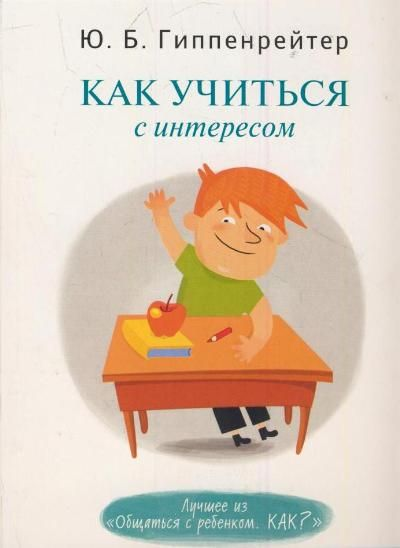 Ю. Б. Гиппенрейтер
КАК УЧИТЬСЯ
с интересом
Лучшее из
«Общаться с ребенком. КАК?»